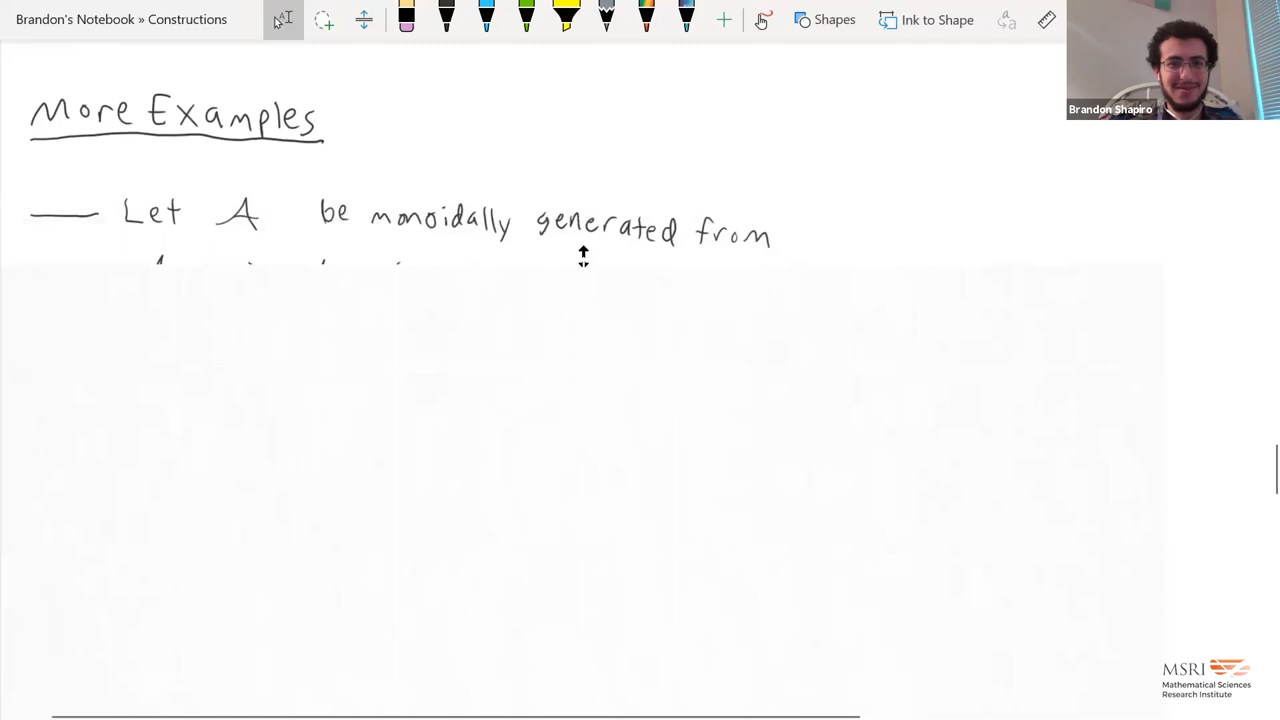 Brandon's Notebook » Constructions
Shapes
Ink to Shape
Brandon Shapiro
More Examples
Let A be monoidally generated from
MSRI
Mathematical Sciences
Research Institute